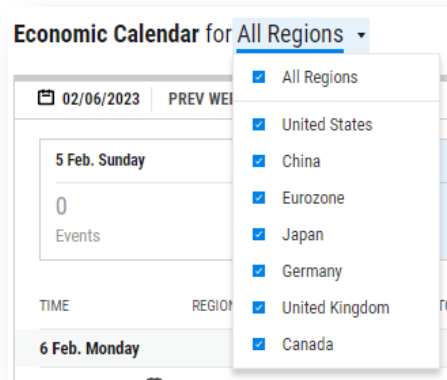 Economic Calendar for All Regions
All Regions
02/06/2023 PREV
United States
5 Feb. Sunday
China
0
Eurozone
Events
Japan
Germany
TIME REGION
United Kingdom
6 Feb. Monday
Canada